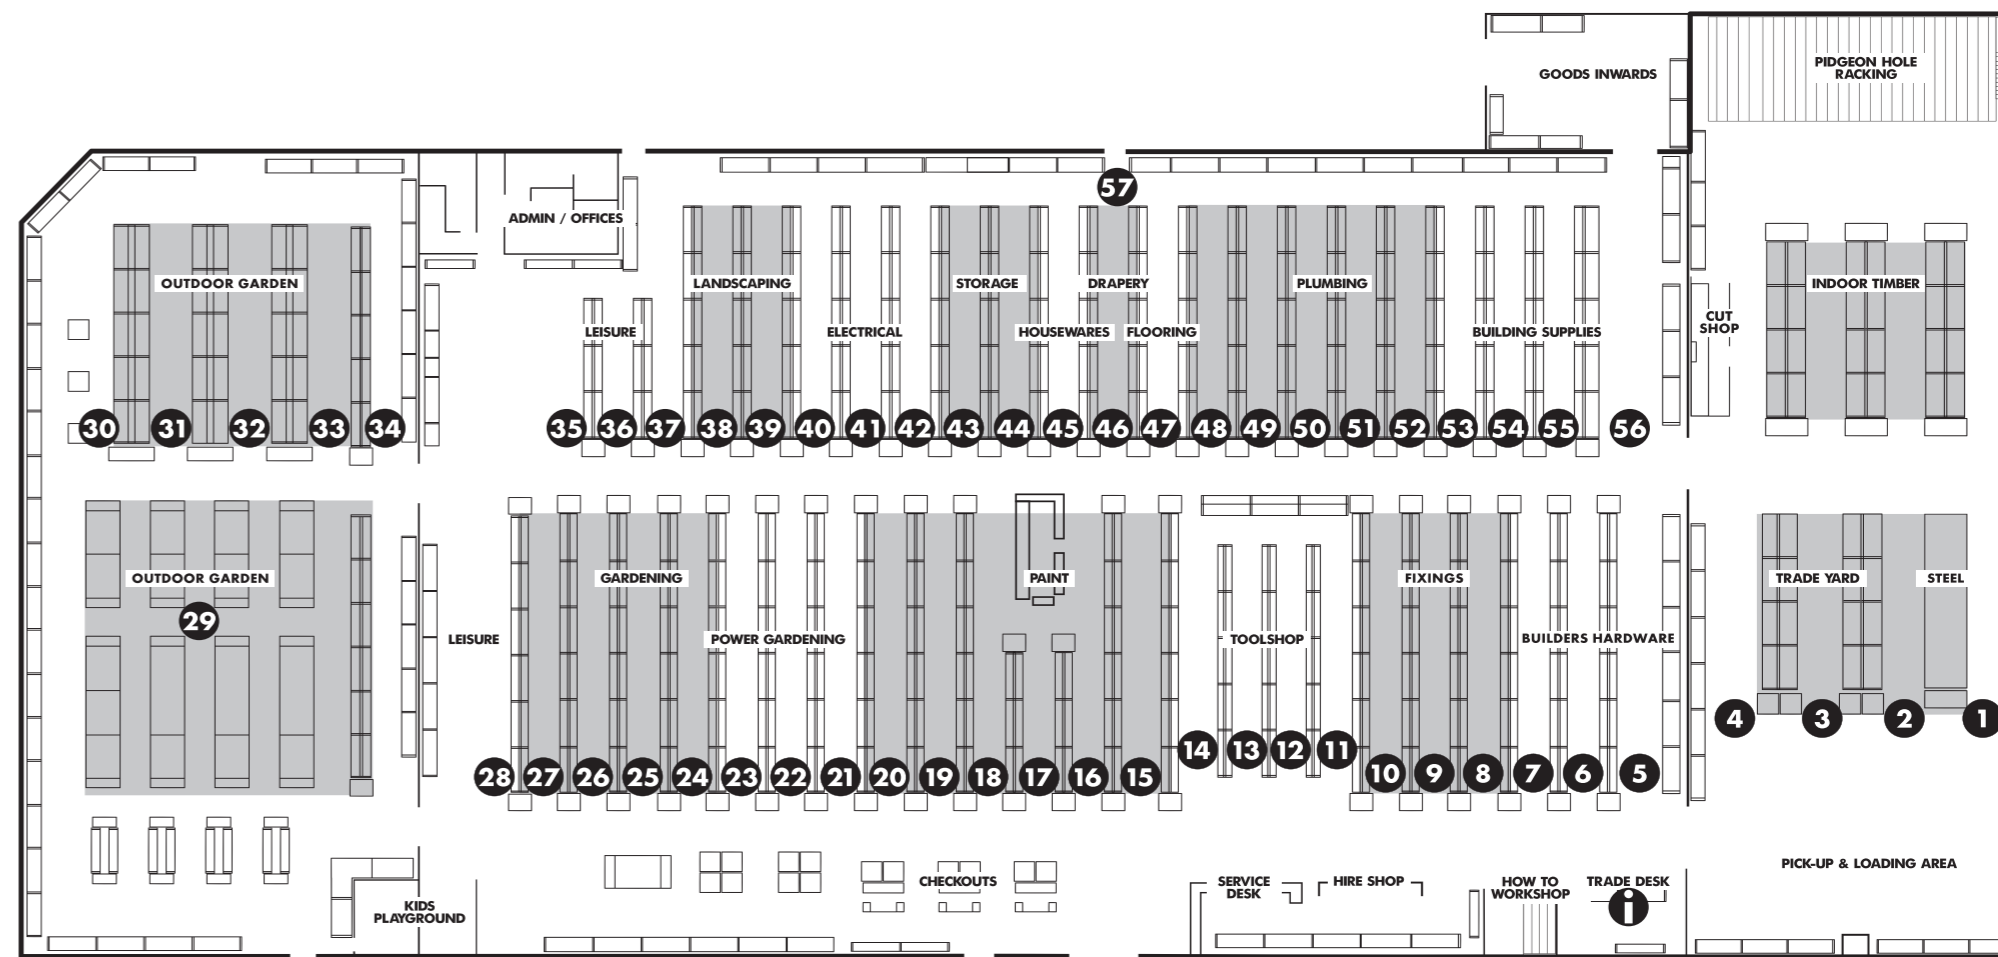 GOODS INWARDS
PIDGEON HOLE
RACKING
57
ADMIN / OFFICES
OUTDOOR GARDEN
LANDSCAPING
STORAGE
DRAPERY
PLUMBING
INDOOR TIMBER
LEISURE
ELECTRICAL
HOUSEWARES
FLOORING
BUILDING SUPPLIES
CUT
SHOP
30 31 32 33 34 35 36 37 38 39 40 41 42 43 44 45 46 47 48 49 50 51 52 53 54 55 56
OUTDOOR GARDEN
GARDENING
PAINT
FIXINGS
TRADE YARD
STEEL
29
LEISURE
POWER GARDENING
TOOLSHOP
BUILDERS HARDWARE
4 3 2 1
14 13 12 11
28 27 26 25 24 23 22 21 20 19 18 17 16 15
10 9 8 7 6 5
PICK-UP & LOADING AREA
CHECKOUTS
SERVICE
DESK
HIRE SHOP
HOW TO
WORKSHOP
TRADE DESK
i
KIDS
PLAYGROUND